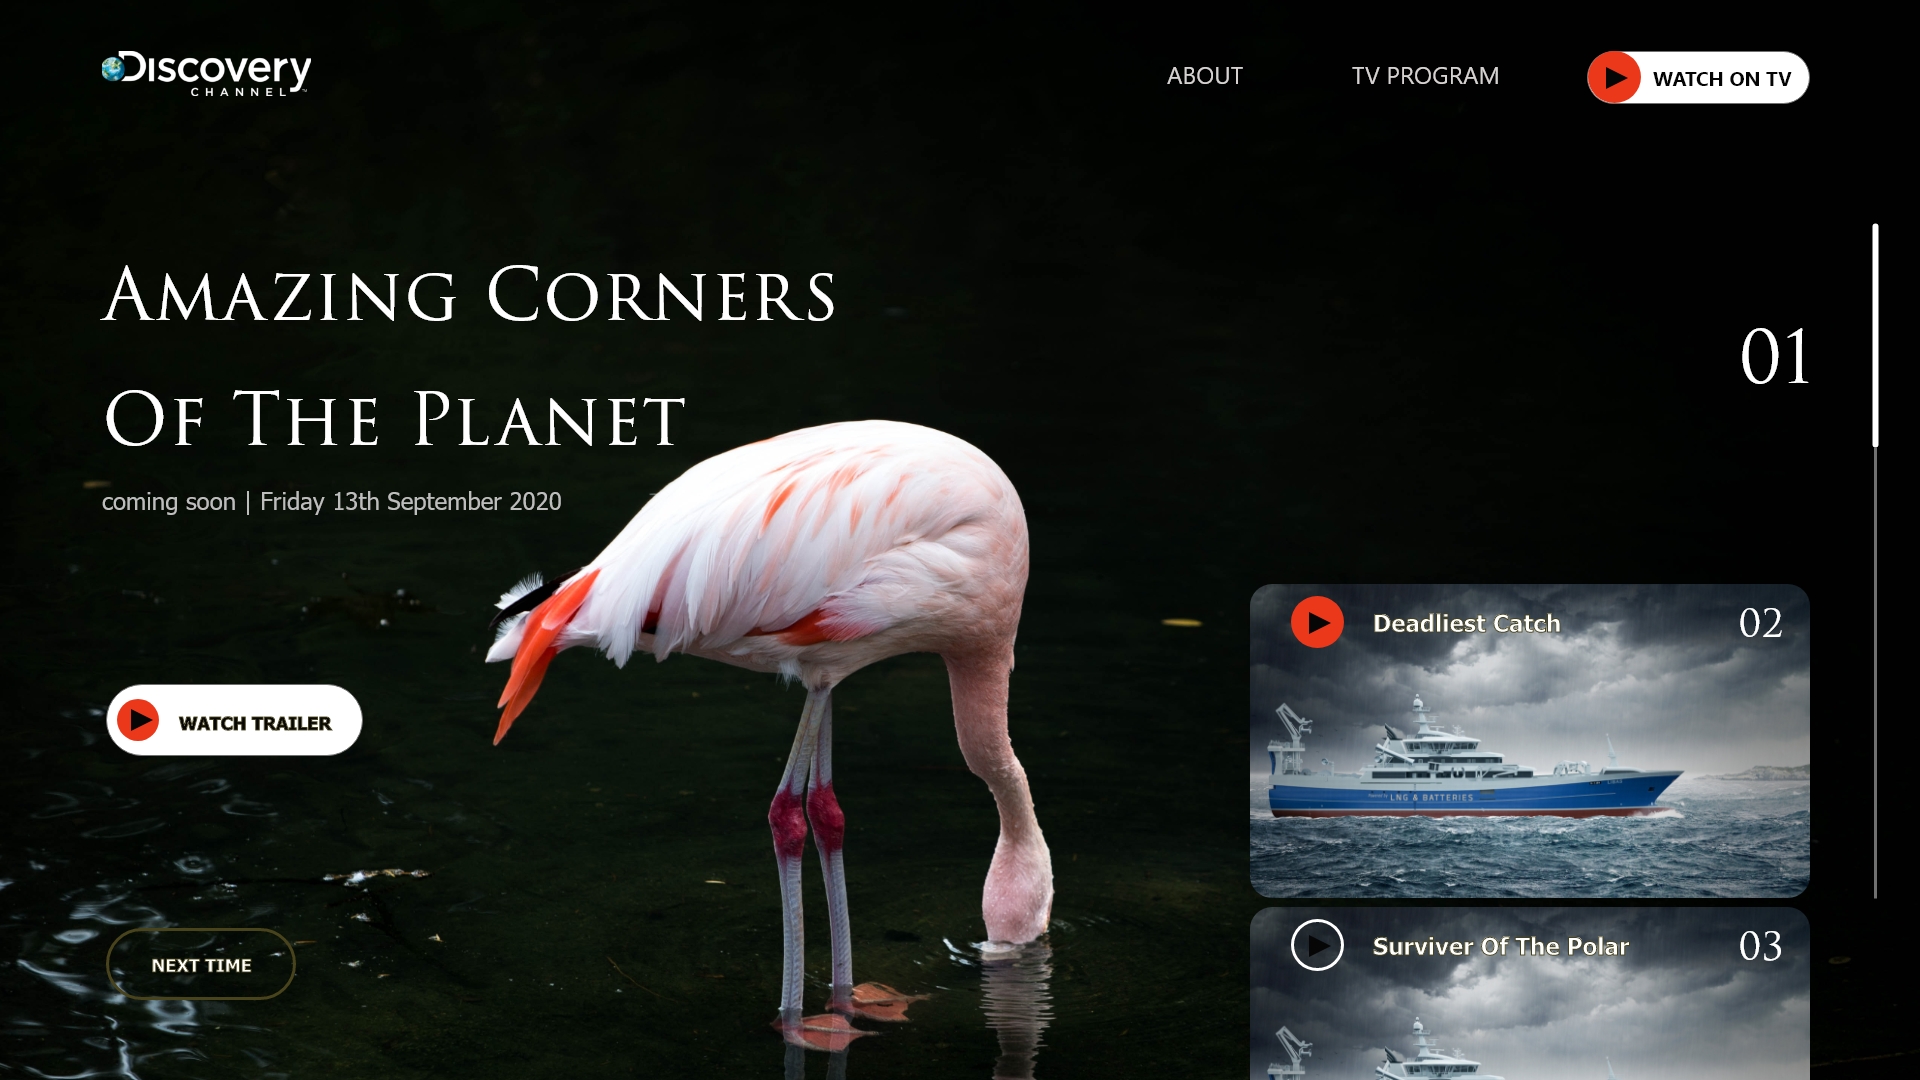 Discovery
CHANNEL
ABOUT
TV PROGRAM
WATCH ON TV
Amazing Corners
Of The Planet
coming soon | Friday 13th September 2020
01
WATCH TRAILER
NEXT TIME
Deadliest Catch
02
LNG & BATTERIES
Surviver Of The Polar
03